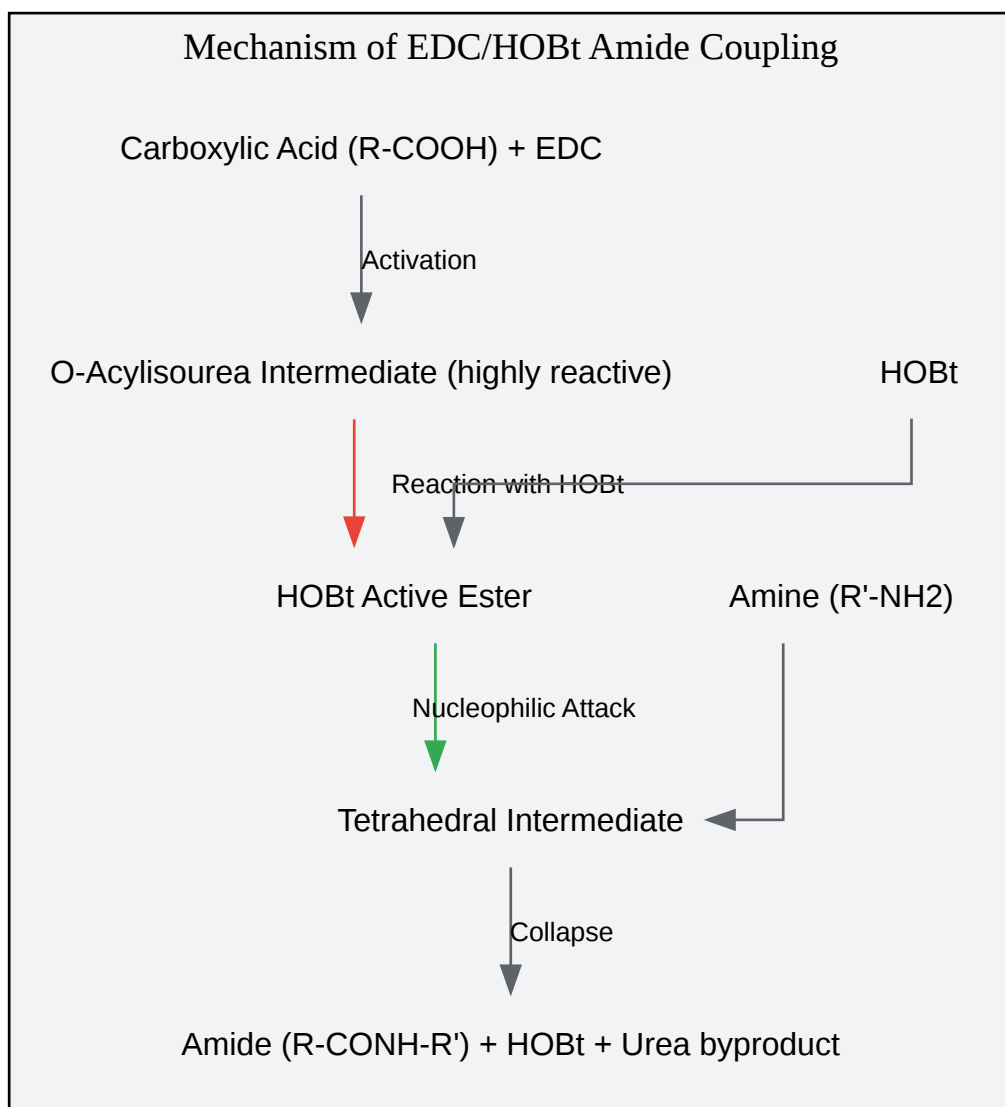 Mechanism of EDC/HOBt Amide Coupling
Carboxylic Acid (R-COOH) + EDC
Activation
O-Acylisourea Intermediate (highly reactive)
HOBt
Reaction with HOBt
HOBt Active Ester
Amine (R'-NH2)
Nucleophilic Attack
Tetrahedral Intermediate
Collapse
Amide (R-CONH-R') + HOBt + Urea byproduct